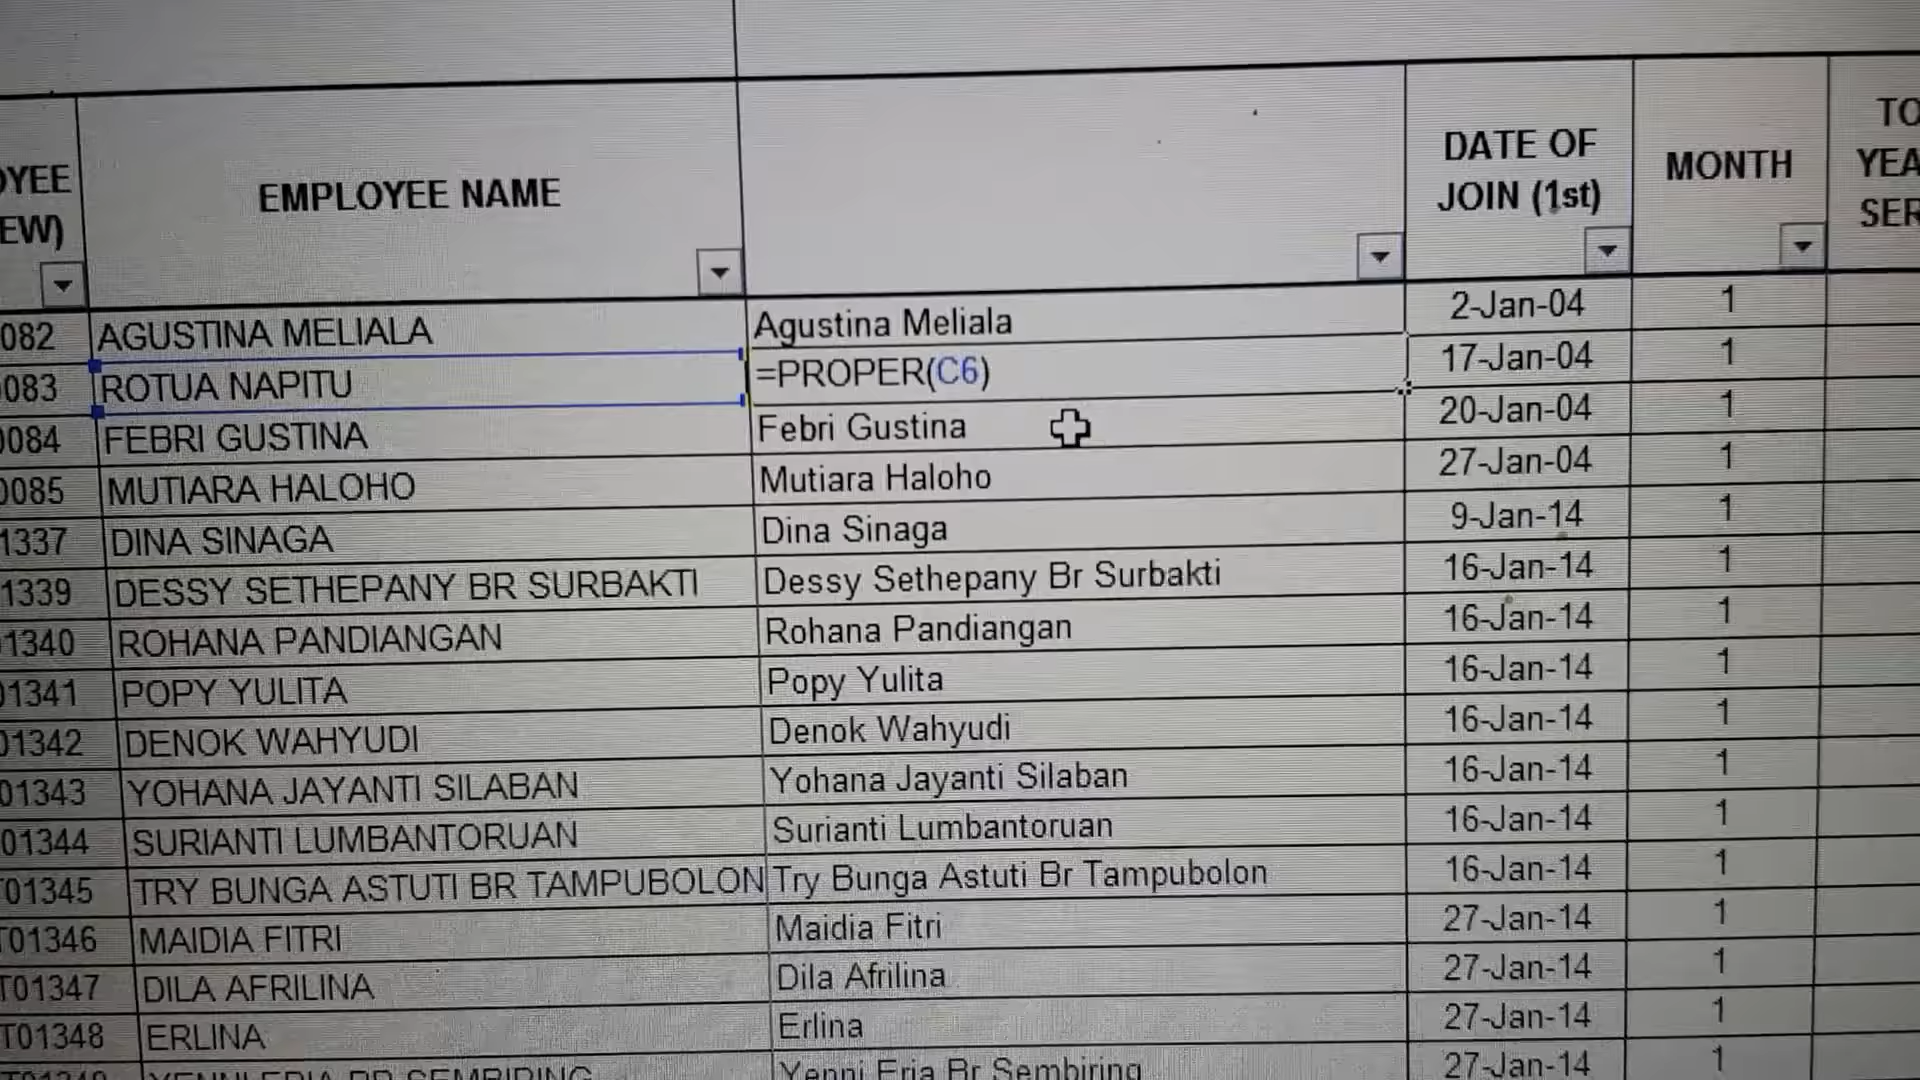 OYEE EMPLOYEE NAME DATE OF JOIN (1st) MONTH TO
EW) YEA
SER
082 AGUSTINA MELIALA Agustina Meliala 2-Jan-04 1
0083 ROTUA NAPITU =PROPER(C6) 17-Jan-04 1
0084 FEBRI GUSTINA Febri Gustina 20-Jan-04 1
0085 MUTIARA HALOHO Mutiara Haloho 27-Jan-04 1
1337 DINA SINAGA Dina Sinaga 9-Jan-14 1
1339 DESSY SETHEPANY BR SURBAKTI Dessy Sethepany Br Surbakti 16-Jan-14 1
01340 ROHANA PANDIANGAN Rohana Pandiangan 16-Jan-14 1
01341 POPY YULITA Popy Yulita 16-Jan-14 1
01342 DENOK WAHYUDI Denok Wahyudi 16-Jan-14 1
01343 YOHANA JAYANTI SILABAN Yohana Jayanti Silaban 16-Jan-14 1
01344 SURIANTI LUMBANTORUAN Surianti Lumbantoruan 16-Jan-14 1
T01345 TRY BUNGA ASTUTI BR TAMPUBOLON Try Bunga Astuti Br Tampubolon 16-Jan-14 1
T01346 MAIDIA FITRI Maidia Fitri 27-Jan-14 1
T01347 DILA AFRILINA Dila Afrilina 27-Jan-14 1
T01348 ERLINA Erlina 27-Jan-14 1
BR SEMBIRING Yenni Eria Br Sembiring 27-Jan-14 1